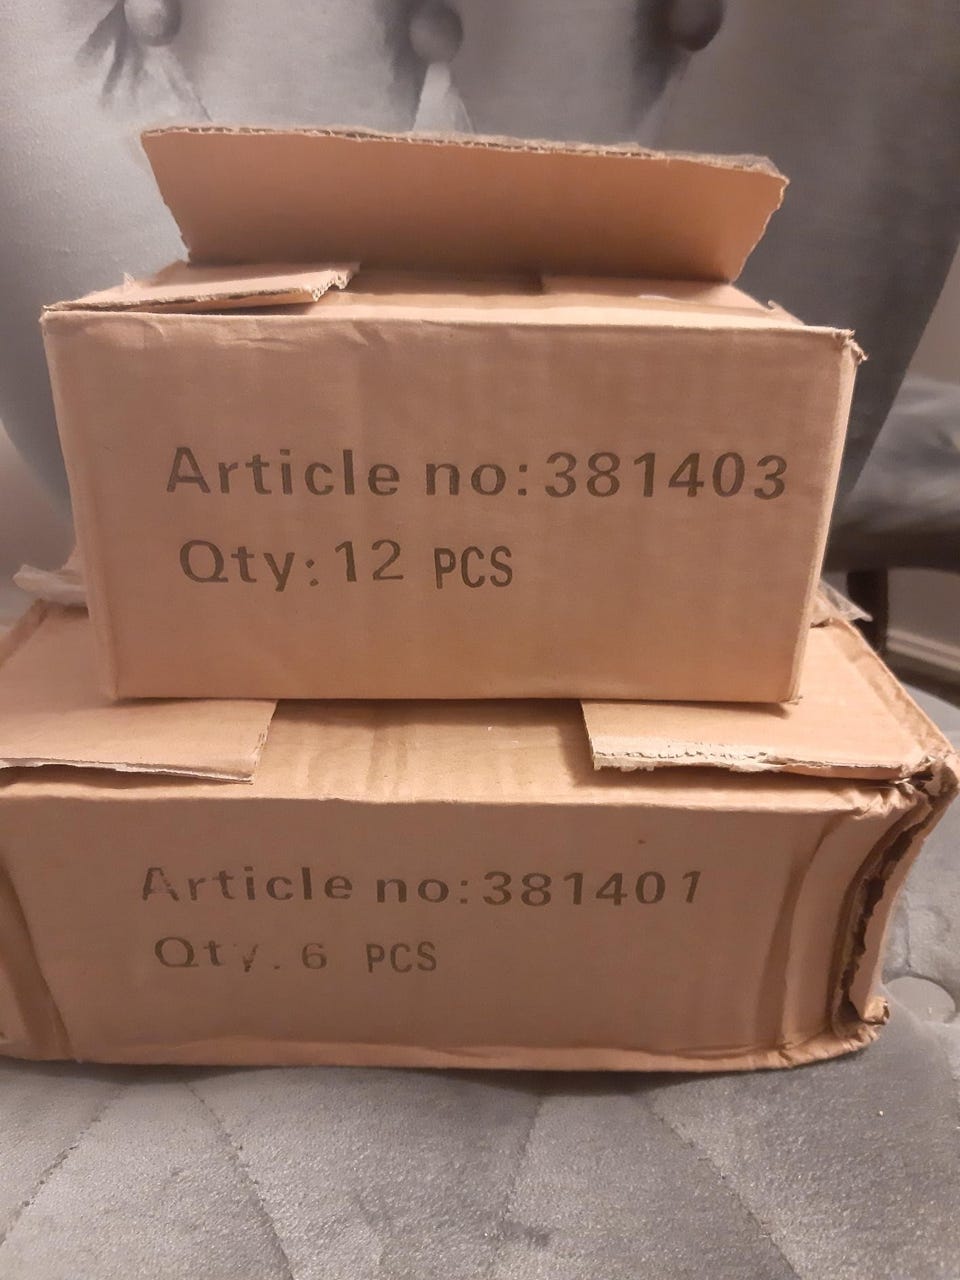 Article no:381403
Qty:12 PCS
Article no:381401
Qty. 6 PCS